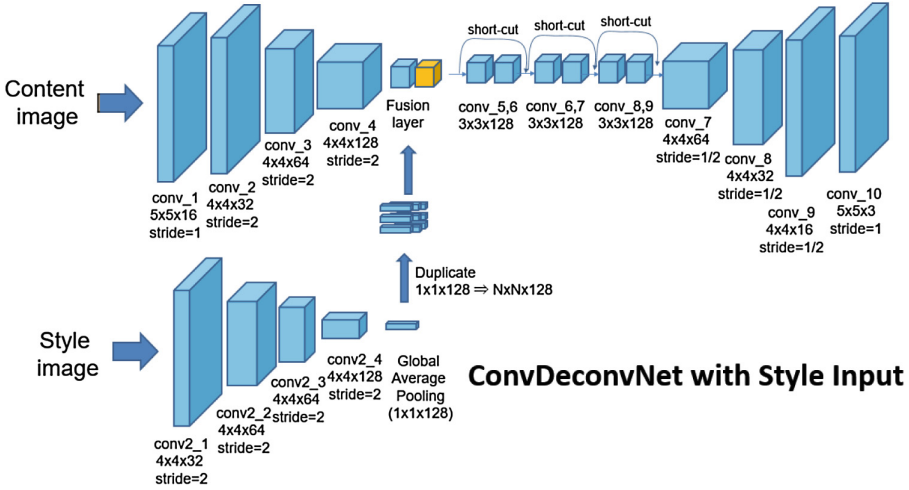 short-cut
short-cut
short-cut
Content
image
conv_1
5x5x16
stride=1
conv_2
4x4x32
stride=2
conv_3
4x4x64
stride=2
conv_4
4x4x128
stride=2
Fusion
layer
conv_5,6
3x3x128
conv_6,7
3x3x128
conv_8,9
3x3x128
conv_7
4x4x64
stride=1/2
conv_8
4x4x32
stride=1/2
conv_9
4x4x16
stride=1/2
conv_10
5x5x3
stride=1
Duplicate
1x1x128 ⇒ NxNx128
Style
image
conv2_1
4x4x32
stride=2
conv2_2
4x4x64
stride=2
conv2_3
4x4x64
stride=2
conv2_4
4x4x128
stride=2
Global
Average
Pooling
(1x1x128)
ConvDeconvNet with Style Input